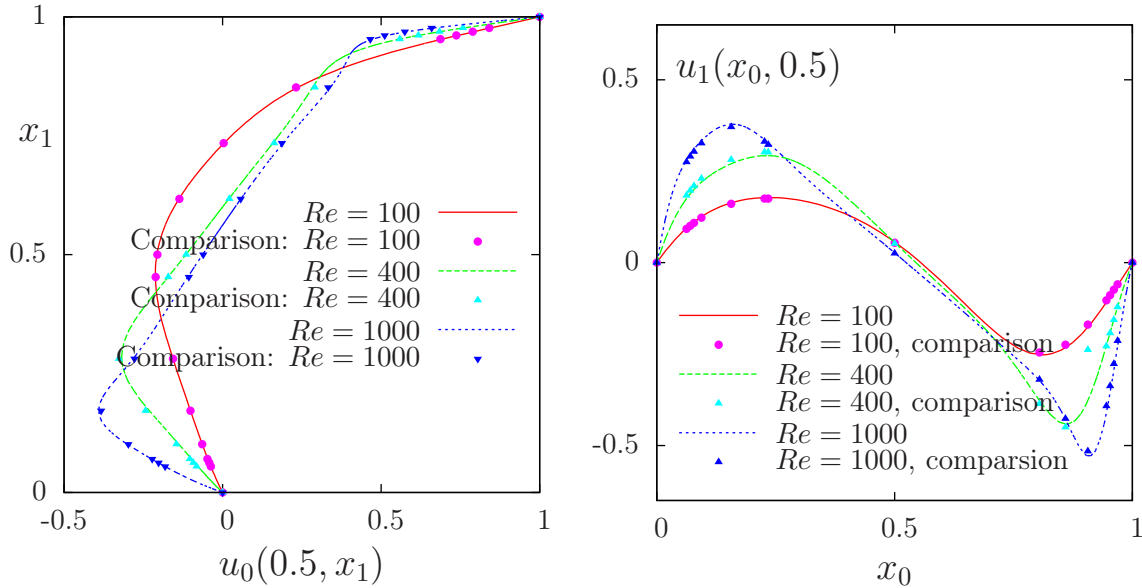 1
x₁
0.5
0
-0.5
0
0.5
1
u₀(0.5, x₁)
Re = 100
Comparison: Re = 100
Re = 400
Comparison: Re = 400
Re = 1000
Comparison: Re = 1000
u₁(x₀, 0.5)
0.5
0
-0.5
0
0.5
1
x₀
Re = 100
Re = 100, comparison
Re = 400
Re = 400, comparison
Re = 1000
Re = 1000, comparsion